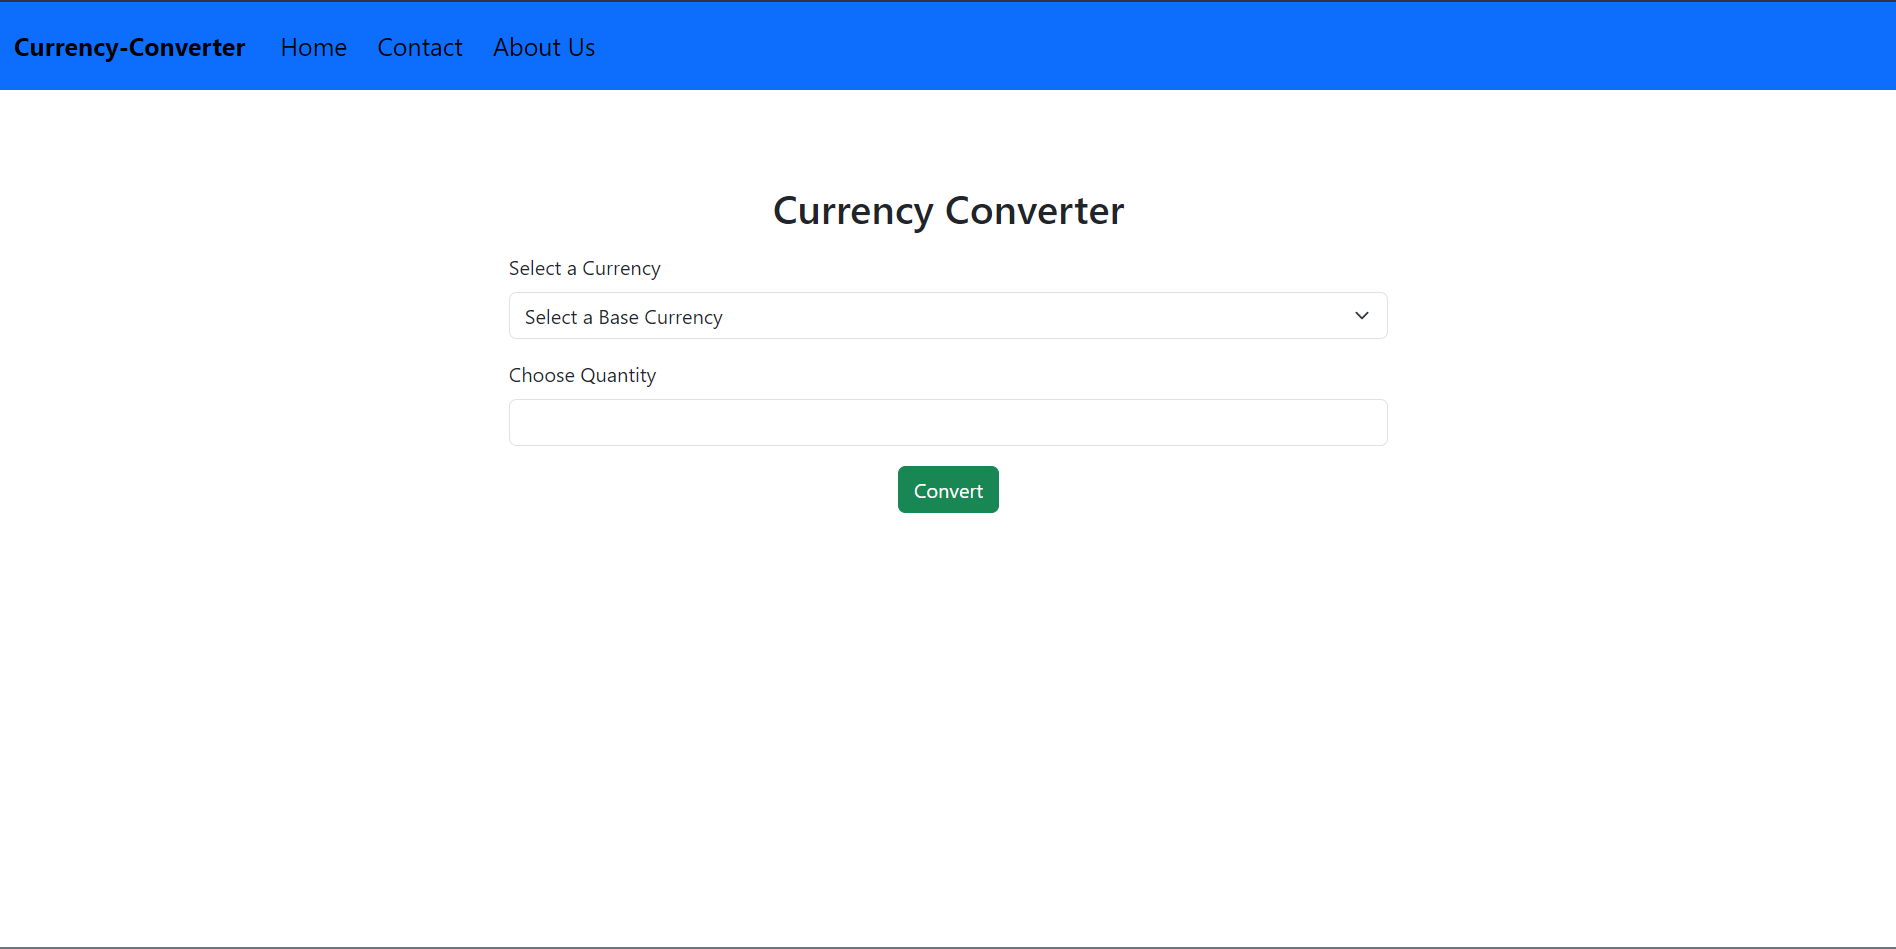 Currency-Converter Home Contact About Us
Currency Converter
Select a Currency
Select a Base Currency
Choose Quantity
Convert